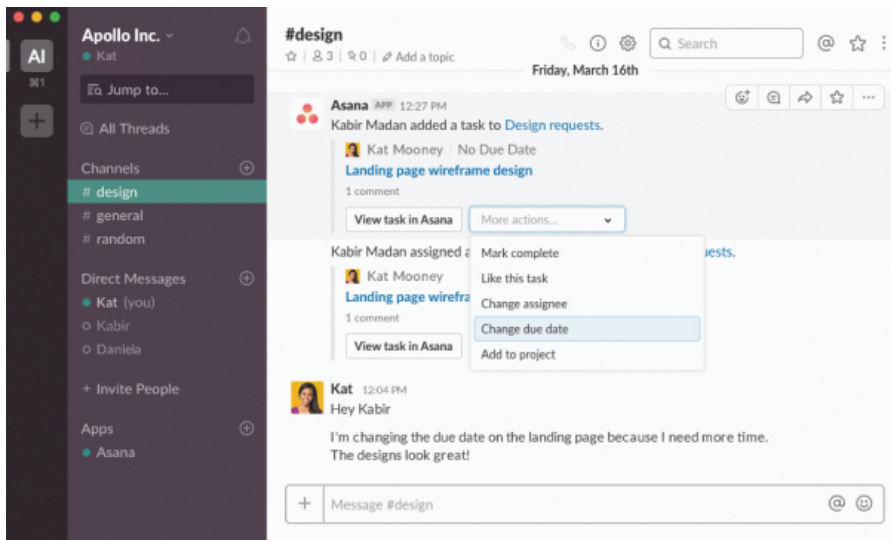 AI
⌘1
Apollo Inc.
Kat
Jump to...
All Threads
Channels
# design
# general
# random
Direct Messages
Kat (you)
Kabir
Daniela
+ Invite People
Apps
Asana
#design
3 | 0 | Add a topic
Search
Friday, March 16th
Asana APP 12:27 PM
Kabir Madan added a task to Design requests.
Kat Mooney | No Due Date
Landing page wireframe design
1 comment
View task in Asana
More actions...
Mark complete
Like this task
Change assignee
Change due date
Add to project
Kabir Madan assigned
Kat Mooney
Landing page
1 comment
View task in Asana
Kat 12:04 PM
Hey Kabir
I'm changing the due date on the landing page because I need more time.
The designs look great!
Message #design